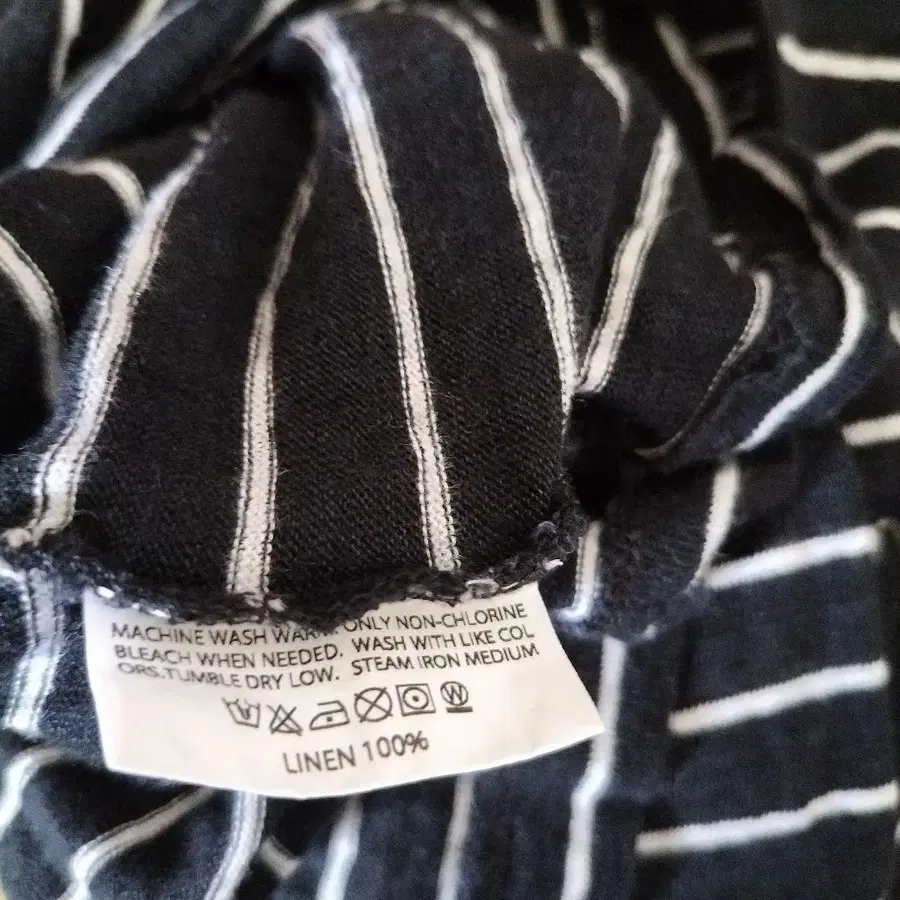 MACHINE WASH WARM. ONLY NON-CHLORINE
BLEACH WHEN NEEDED. WASH WITH LIKE COL
ORS.TUMBLE DRY LOW. STEAM IRON MEDIUM
W
LINEN 100%